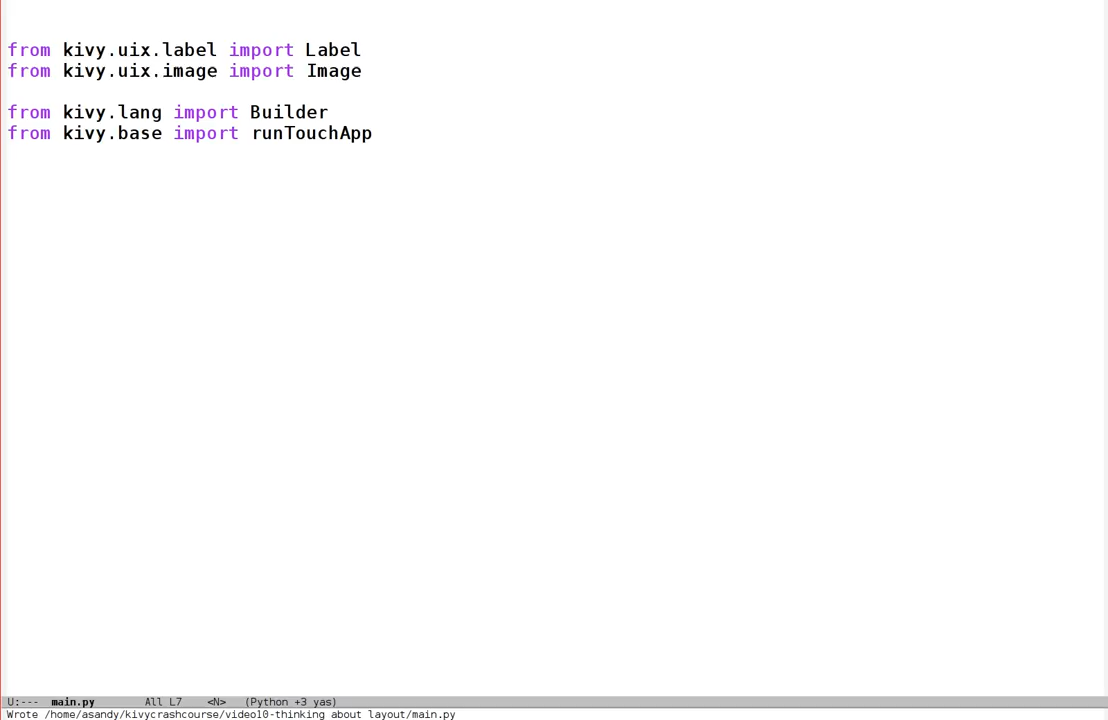 from kivy.uix.label import Label
from kivy.uix.image import Image
from kivy.lang import Builder
from kivy.base import runTouchApp
U:---  main.py        All L7    <N>   (Python +3 yas)
Wrote /home/asandy/kivycrashcourse/video10-thinking about layout/main.py